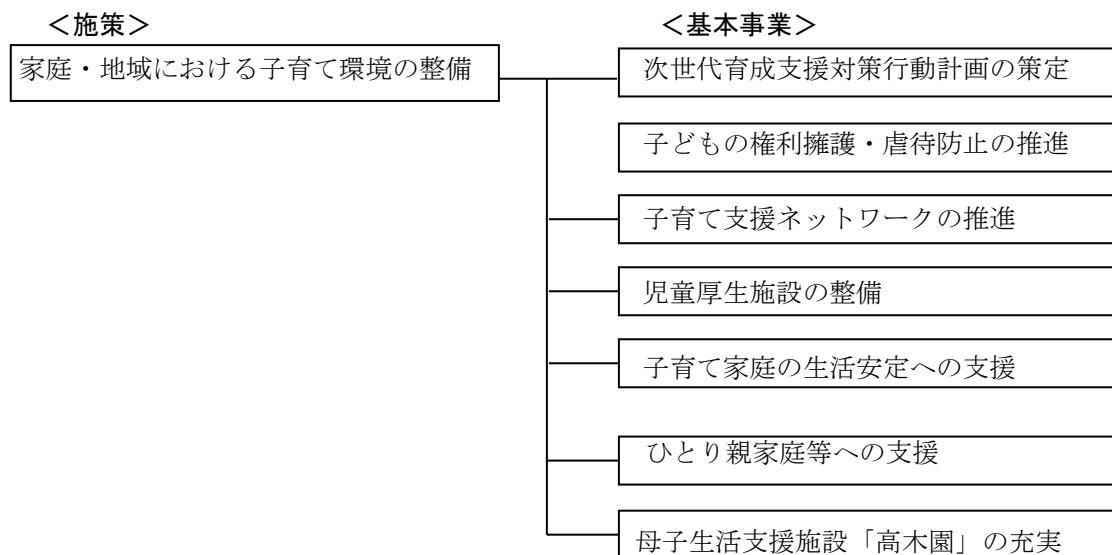 ＜施策＞
＜基本事業＞
家庭・地域における子育て環境の整備
次世代育成支援対策行動計画の策定
子どもの権利擁護・虐待防止の推進
子育て支援ネットワークの推進
児童厚生施設の整備
子育て家庭の生活安定への支援
ひとり親家庭等への支援
母子生活支援施設「高木園」の充実